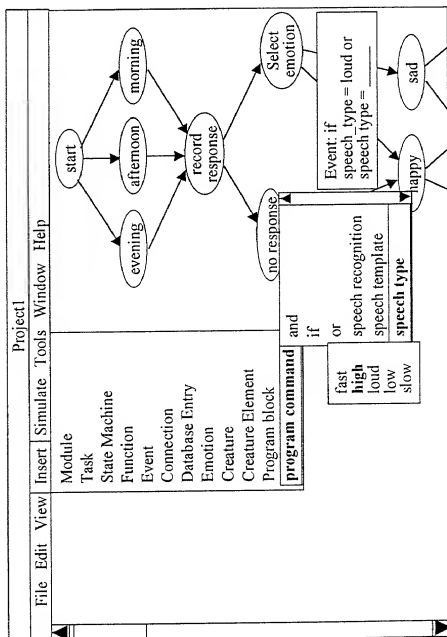 Project1
File Edit View Insert Simulate Tools Window Help
Module
Task
State Machine
Function
Event
Connection
Database Entry
Emotion
Creature
Creature Element
Program block
program command
and
if
or
speech recognition
speech template
speech type
fast
high
loud
low
slow
start
evening
afternoon
morning
record
response
no response
Select
emotion
Event: if
speech_type = loud or
speech type = ____
happy
sad